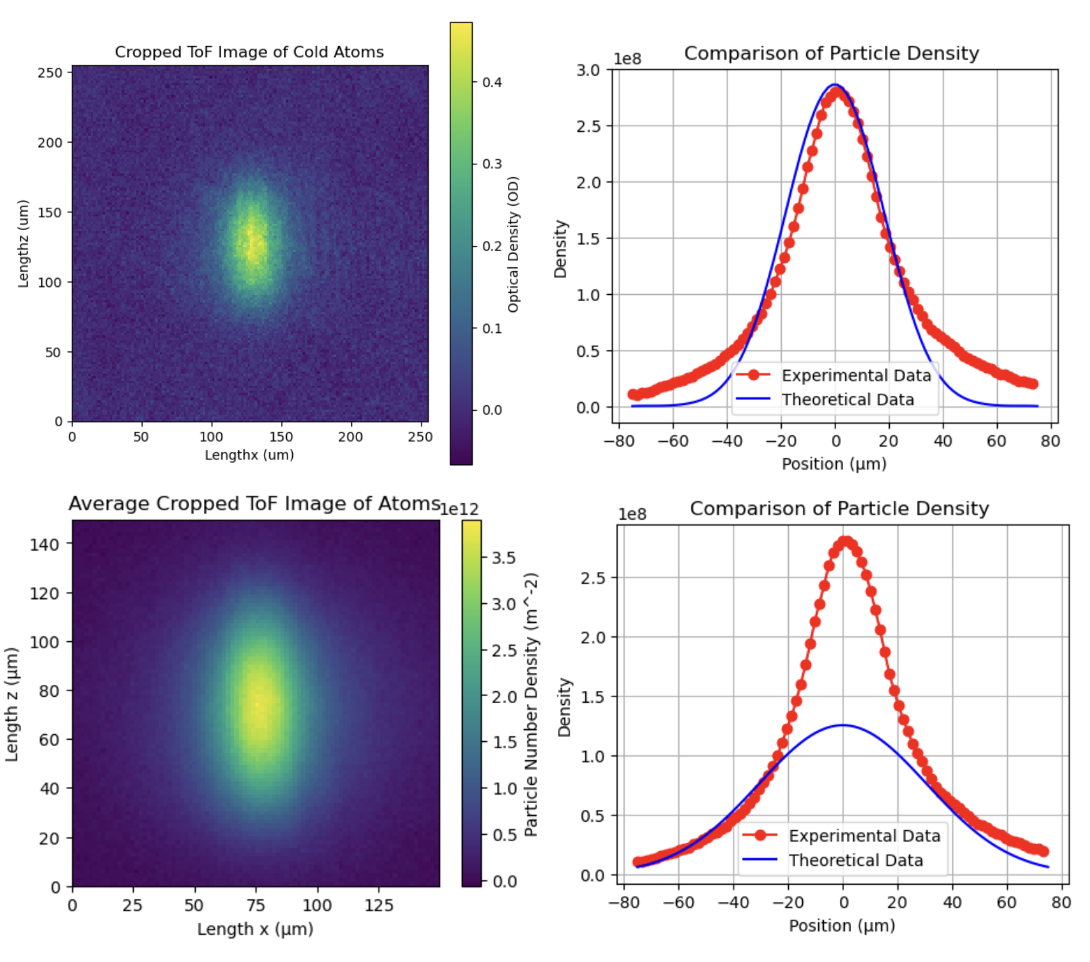 Cropped ToF Image of Cold Atoms
Lengthz (um)
250
200
150
100
50
0
0 50 100 150 200 250
Lengthx (um)
0.4
0.3
0.2
0.1
0.0
Optical Density (OD)
Comparison of Particle Density
1e8
Density
3.0
2.5
2.0
1.5
1.0
0.5
0.0
Experimental Data
Theoretical Data
−80 −60 −40 −20 0 20 40 60 80
Position (μm)
Average Cropped ToF Image of Atoms
1e12
Length z (μm)
140
120
100
80
60
40
20
0
0 25 50 75 100 125
Length x (μm)
3.5
3.0
2.5
2.0
1.5
1.0
0.5
0.0
Particle Number Density (m^-2)
Comparison of Particle Density
1e8
Density
2.5
2.0
1.5
1.0
0.5
0.0
Experimental Data
Theoretical Data
−80 −60 −40 −20 0 20 40 60 80
Position (μm)